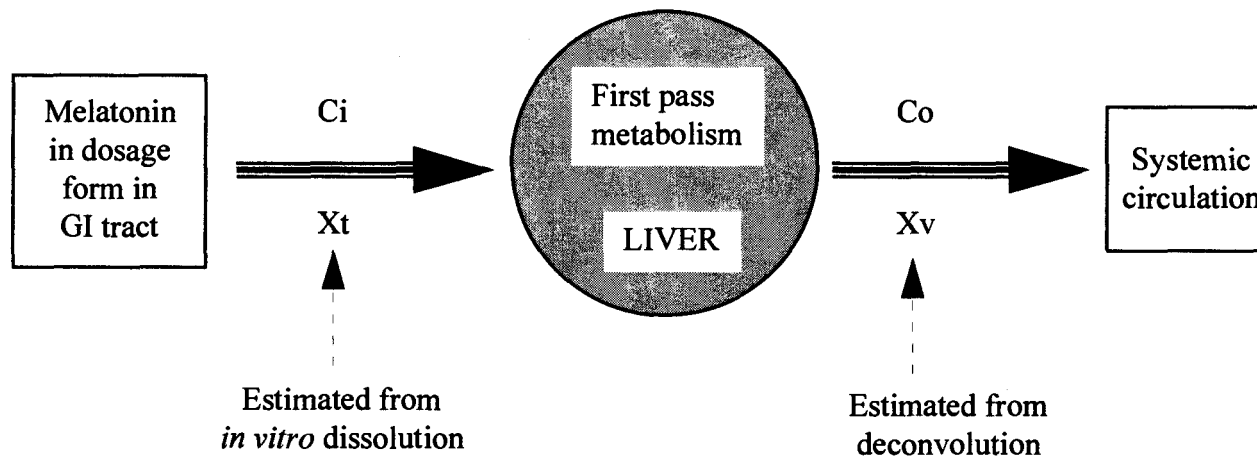 Melatonin
in dosage
form in
GI tract
Ci
Xt
First pass
metabolism
LIVER
Co
Xv
Systemic
circulation
Estimated from
in vitro dissolution
Estimated from
deconvolution